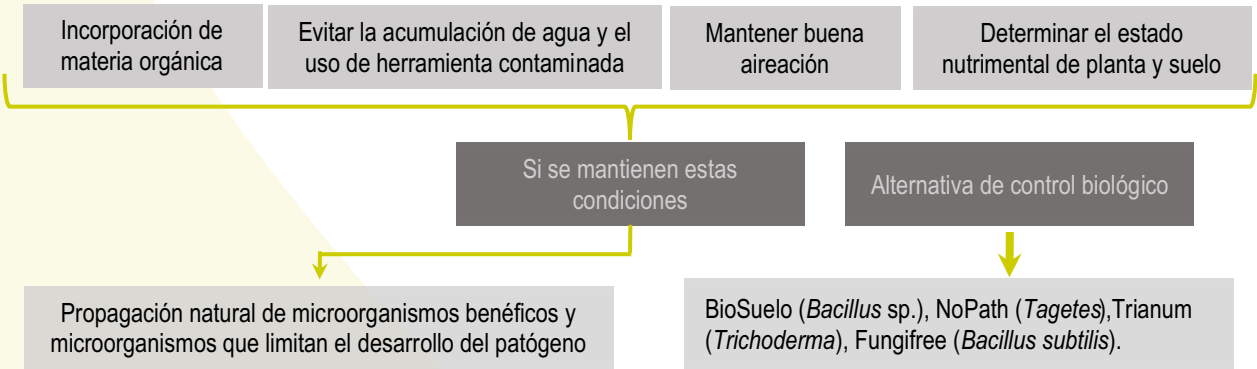 Incorporación de
materia orgánica
Evitar la acumulación de agua y el
uso de herramienta contaminada
Mantener buena
aireación
Determinar el estado
nutrimental de planta y suelo
Si se mantienen estas
condiciones
Alternativa de control biológico
Propagación natural de microorganismos benéficos y
microorganismos que limitan el desarrollo del patógeno
BioSuelo (Bacillus sp.), NoPath (Tagetes),Trianum
(Trichoderma), Fungifree (Bacillus subtilis).